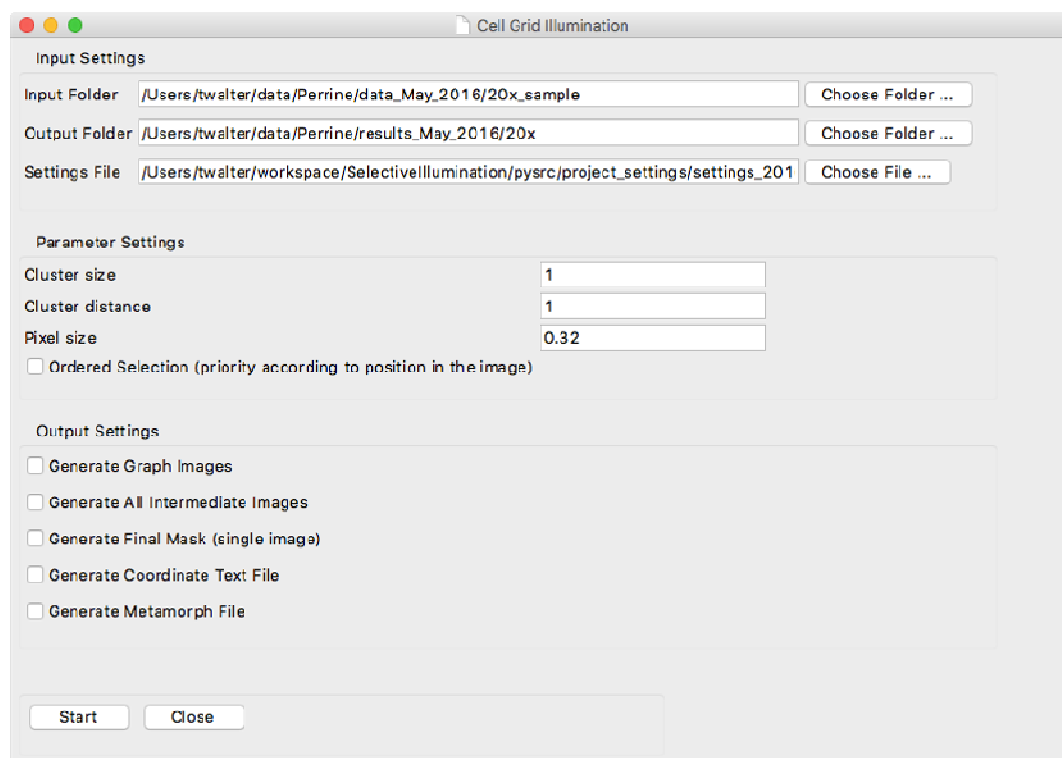 Cell Grid Illumination
Input Settings
Input Folder /Users/twalter/data/Perrine/data_May_2016/20x_sample Choose Folder ...
Output Folder /Users/twalter/data/Perrine/results_May_2016/20x Choose Folder ...
Settings File /Users/twalter/workspace/SelectiveIllumination/pysrc/project_settings/settings_201 Choose File ...
Parameter Settings
Cluster size 1
Cluster distance 1
Pixel size 0.32
Ordered Selection (priority according to position in the image)
Output Settings
Generate Graph Images
Generate All Intermediate Images
Generate Final Mask (single image)
Generate Coordinate Text File
Generate Metamorph File
Start Close